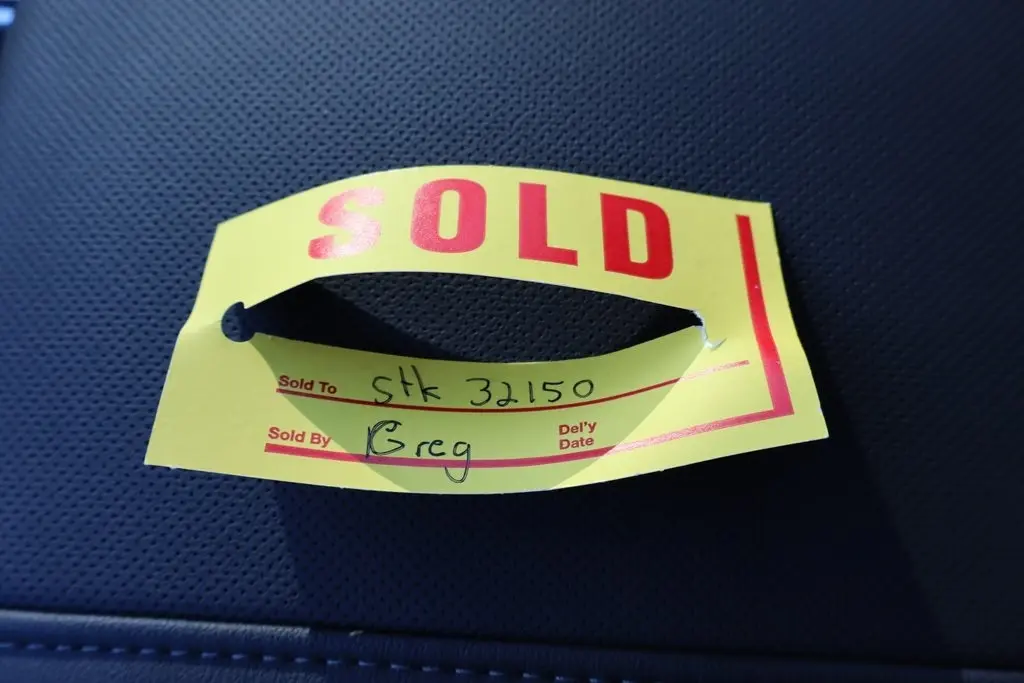 SOLD
Sold To stk 32150
Sold By Greg Del'y
Date